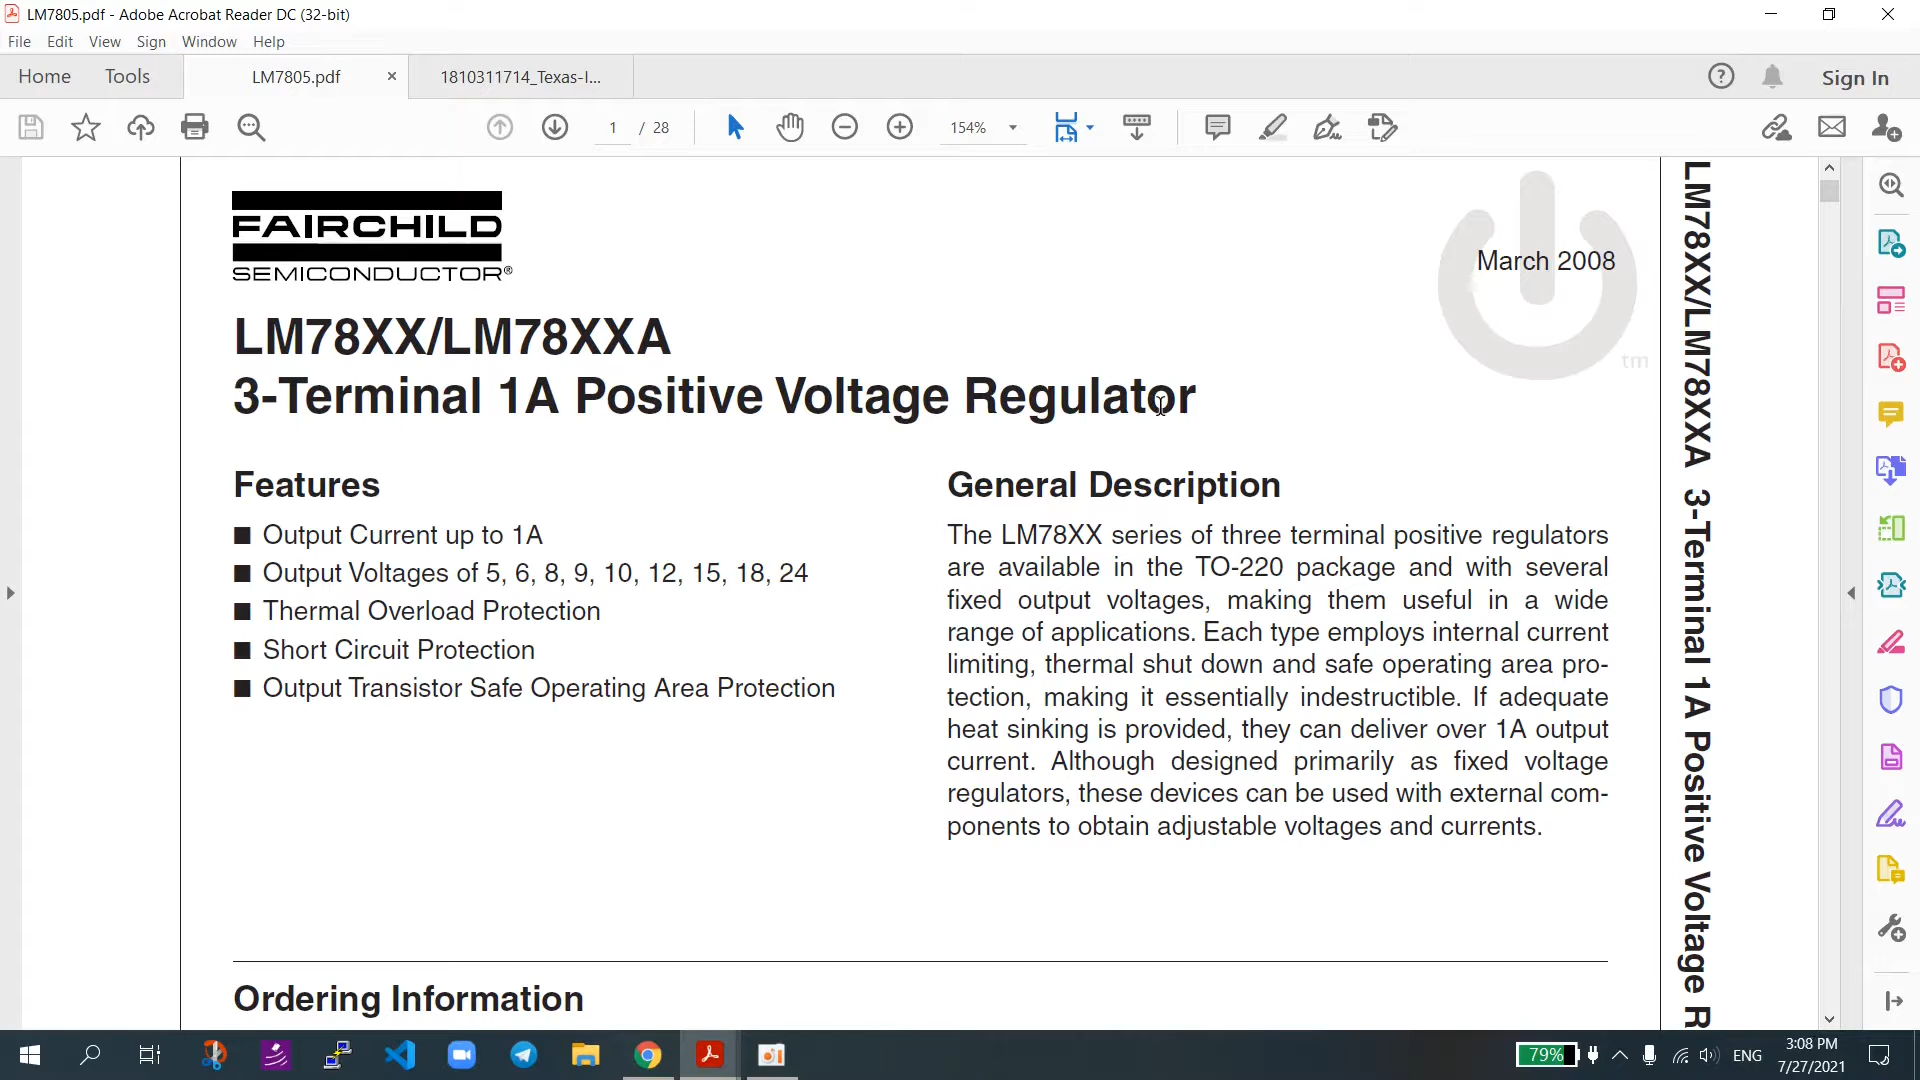 LM7805.pdf - Adobe Acrobat Reader DC (32-bit)
File Edit View Sign Window Help
Home Tools LM7805.pdf × 1810311714_Texas-I... Sign In
1 / 28 154%
FAIRCHILD
SEMICONDUCTOR®
March 2008
tm
LM78XX/LM78XXA
3-Terminal 1A Positive Voltage Regulator
Features
■ Output Current up to 1A
■ Output Voltages of 5, 6, 8, 9, 10, 12, 15, 18, 24
■ Thermal Overload Protection
■ Short Circuit Protection
■ Output Transistor Safe Operating Area Protection
General Description
The LM78XX series of three terminal positive regulators
are available in the TO-220 package and with several
fixed output voltages, making them useful in a wide
range of applications. Each type employs internal current
limiting, thermal shut down and safe operating area pro-
tection, making it essentially indestructible. If adequate
heat sinking is provided, they can deliver over 1A output
current. Although designed primarily as fixed voltage
regulators, these devices can be used with external com-
ponents to obtain adjustable voltages and currents.
Ordering Information
LM78XX/LM78XXA 3-Terminal 1A Positive Voltage R
79% ENG 3:08 PM
7/27/2021